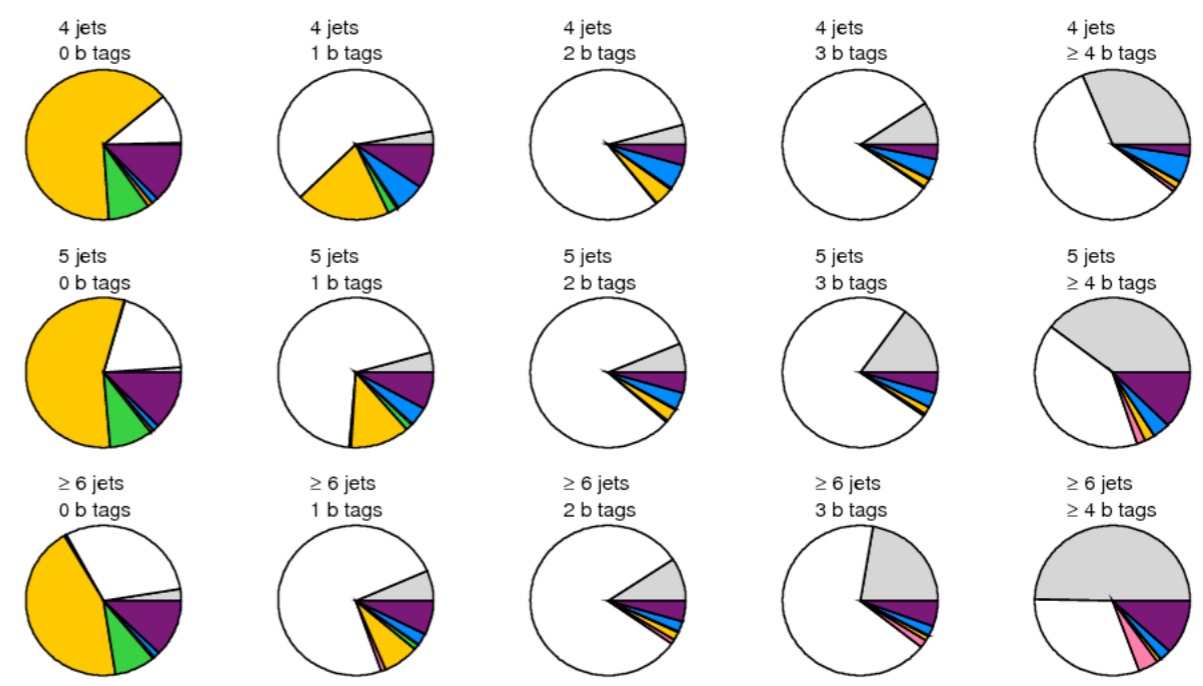 4 jets
0 b tags
4 jets
1 b tags
4 jets
2 b tags
4 jets
3 b tags
4 jets
≥ 4 b tags
5 jets
0 b tags
5 jets
1 b tags
5 jets
2 b tags
5 jets
3 b tags
5 jets
≥ 4 b tags
≥ 6 jets
0 b tags
≥ 6 jets
1 b tags
≥ 6 jets
2 b tags
≥ 6 jets
3 b tags
≥ 6 jets
≥ 4 b tags